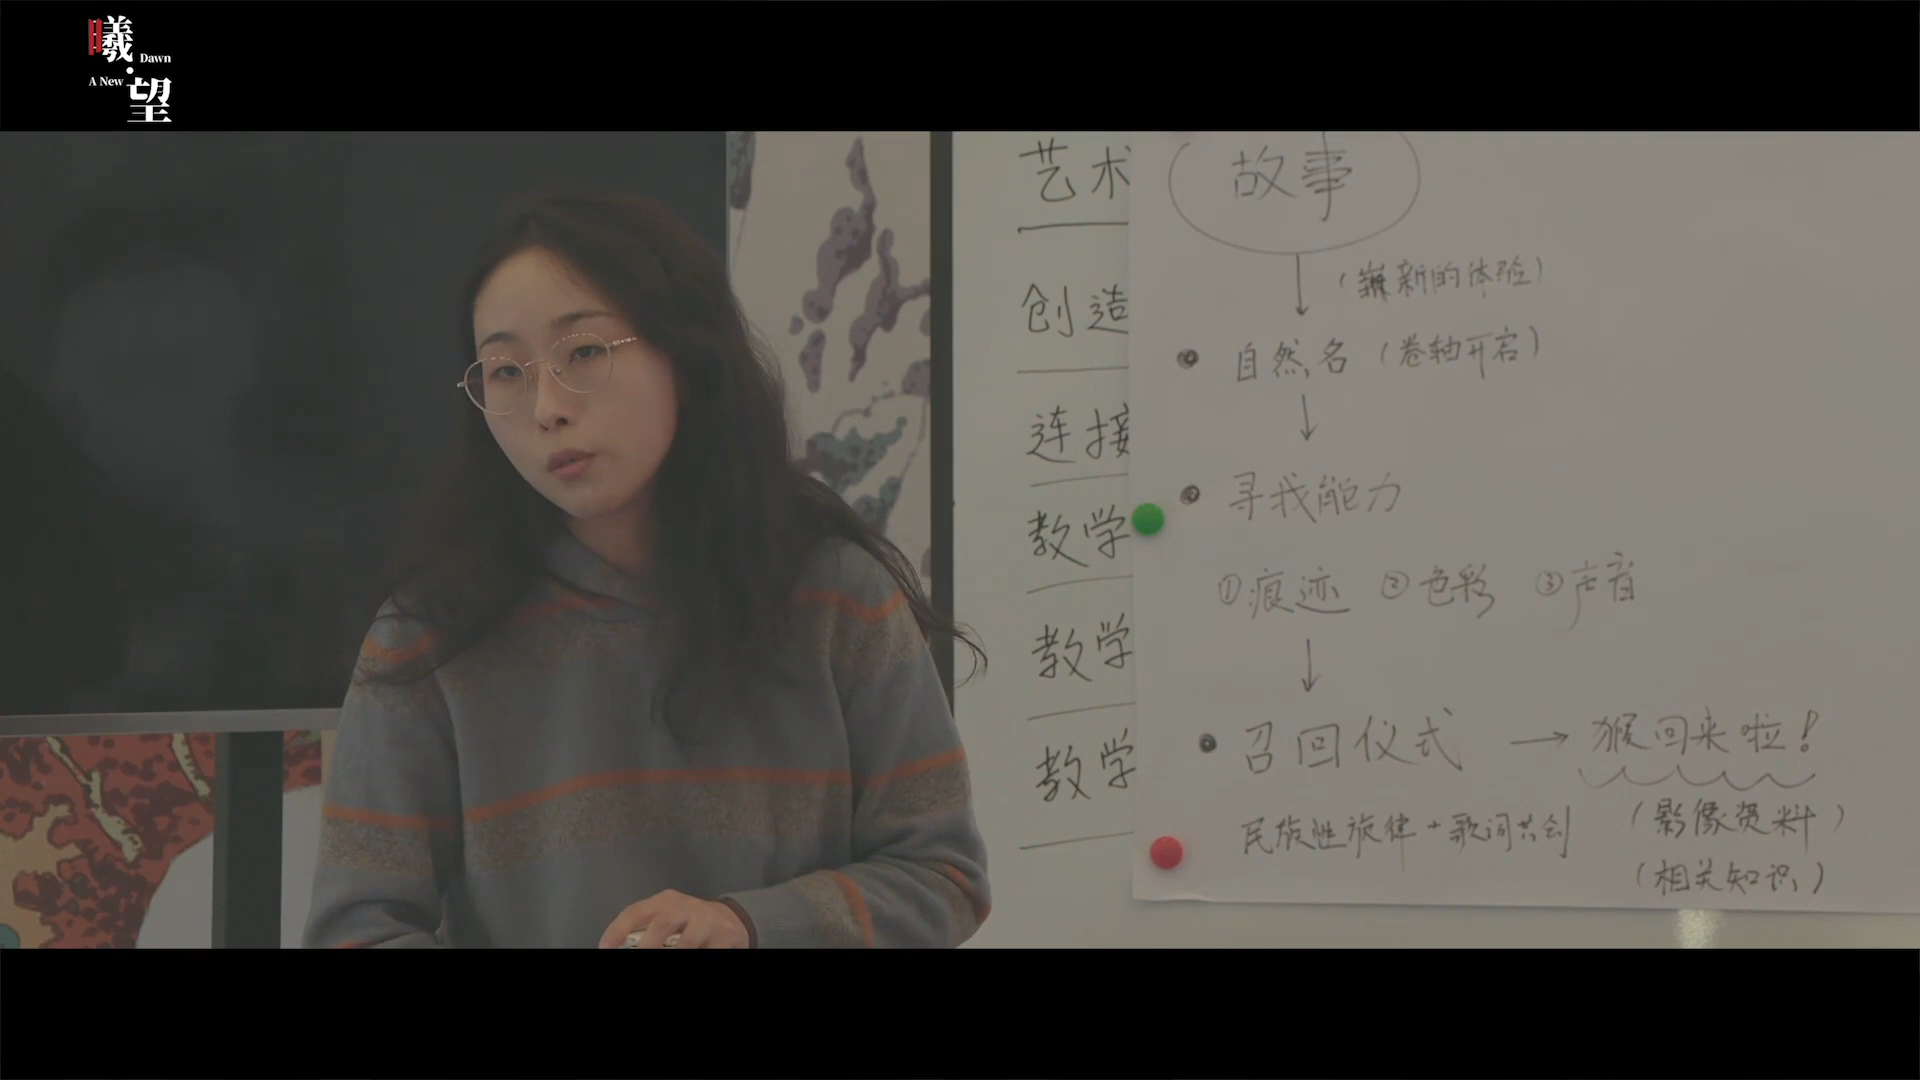 曦·望
A New Dawn
艺术
创造
连接
教学
教学
教学
故事
(崭新的体验)
自然名(卷轴开启)
寻找能力
①痕迹 ②色彩 ③声音
召回仪式 → 猴回来啦!
民族性旋律+歌词共创 (影像资料)
(相关知识)